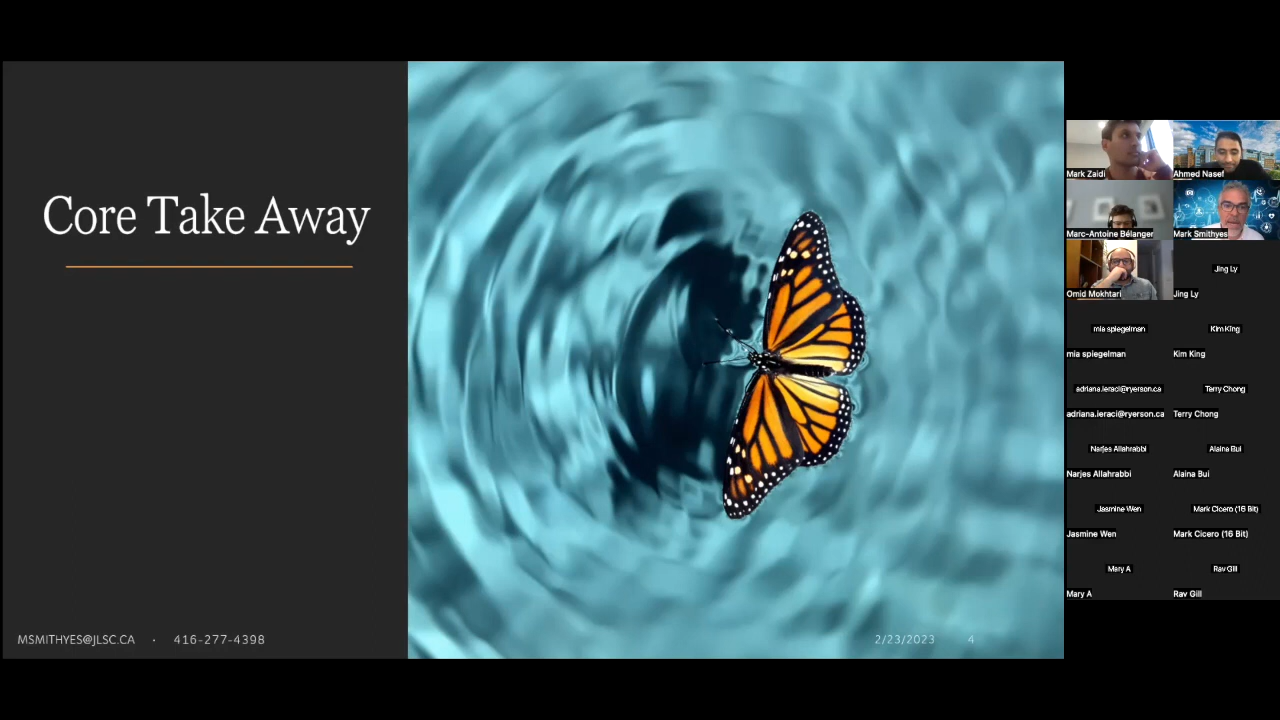 Core Take Away
MSMITHYES@JLSC.CA · 416-277-4398
2/23/2023 4
Mark Zaidi
Ahmed Nasef
Marc-Antoine Bélanger
Mark Smithyes
Omid Mokhtari
Jing Ly
Jing Ly
mia spiegelman
Kim King
mia spiegelman
Kim King
adriana.ieraci@ryerson.ca
Terry Chong
adriana.ieraci@ryerson.ca
Terry Chong
Narjes Allahrabbi
Alaina Bui
Narjes Allahrabbi
Alaina Bui
Jasmine Wen
Mark Cicero (16 Bit)
Jasmine Wen
Mark Cicero (16 Bit)
Mary A
Rav Gill
Mary A
Rav Gill